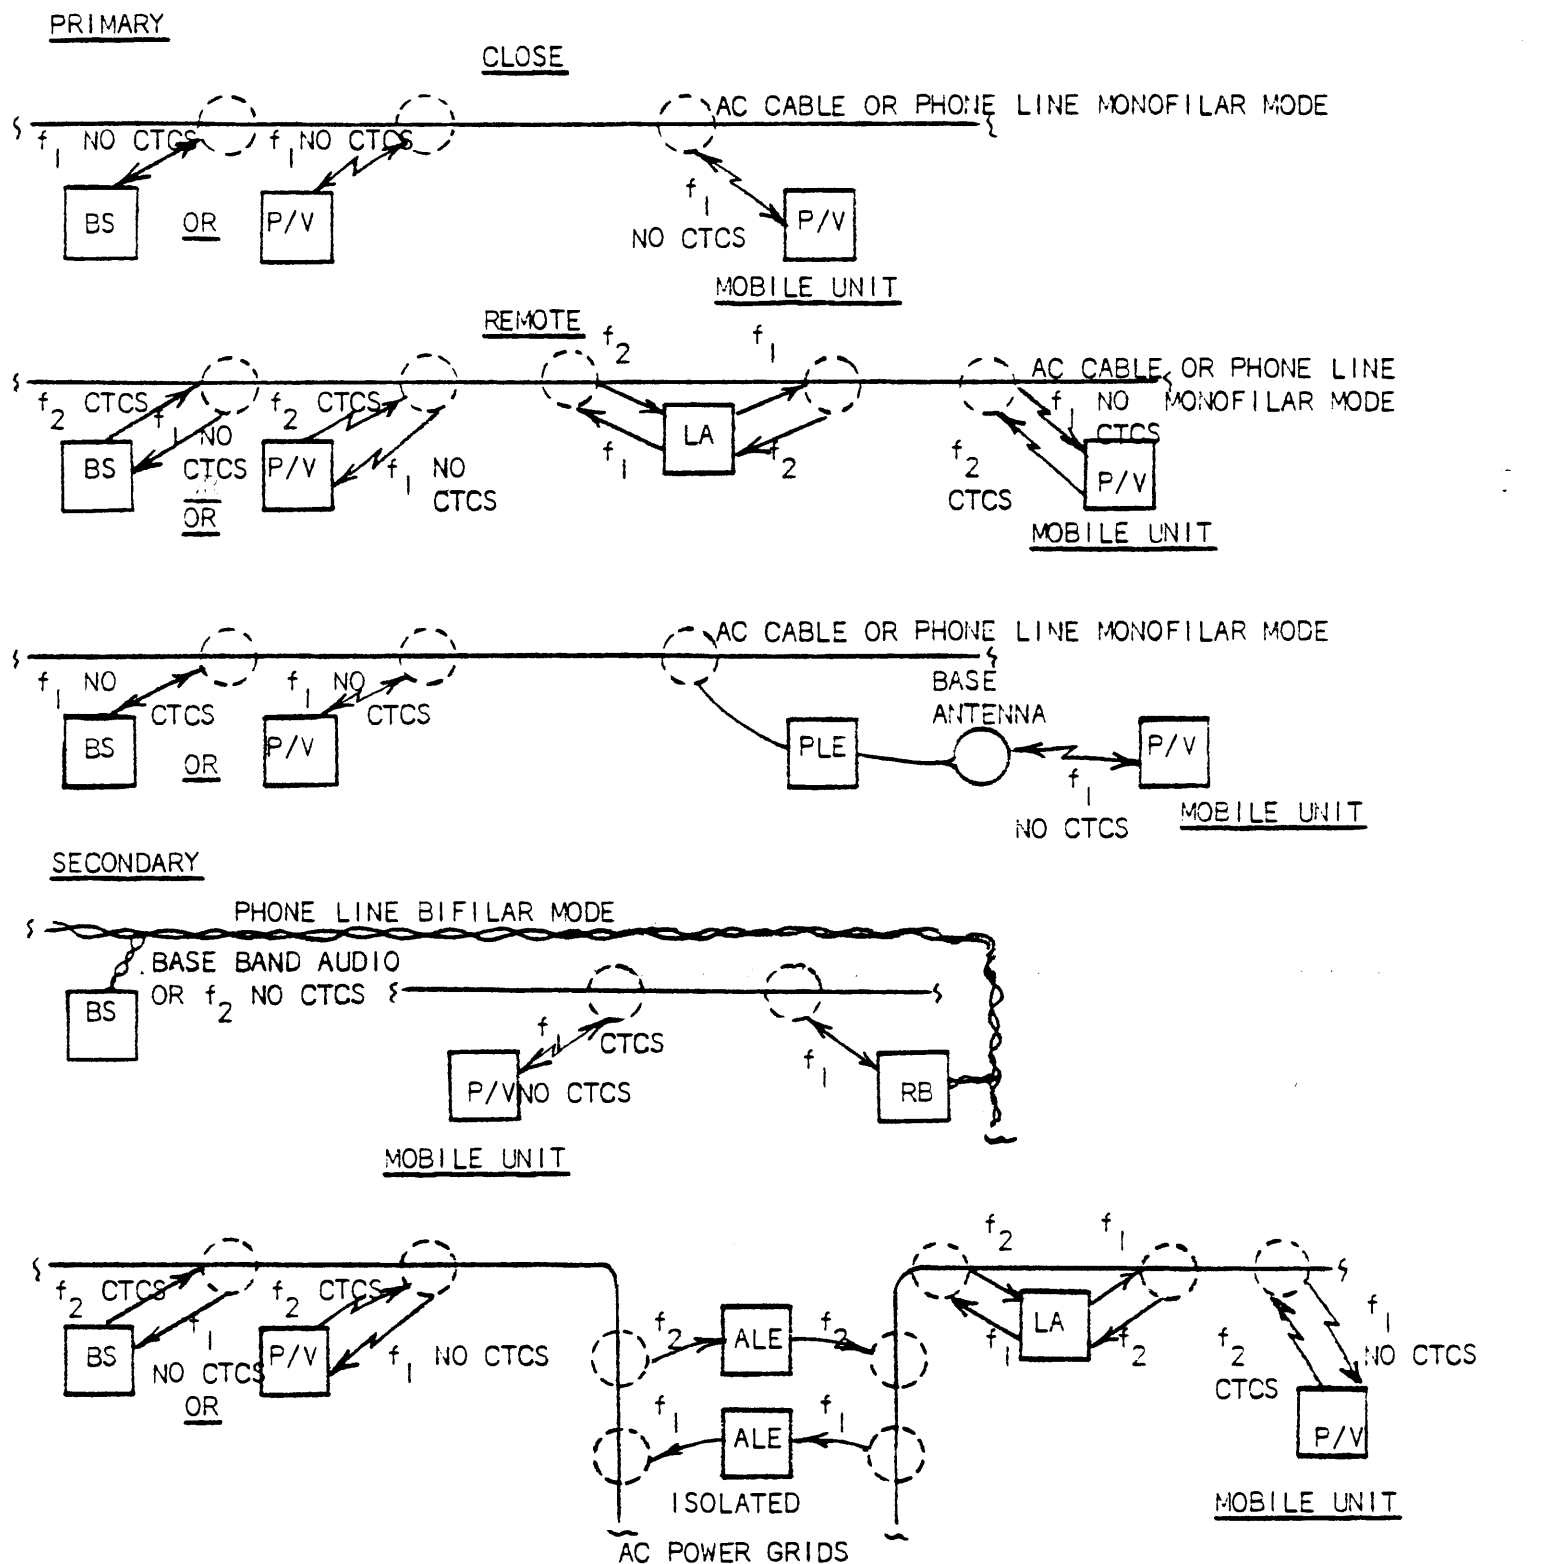 PRIMARY
CLOSE
AC CABLE OR PHONE LINE MONOFILAR MODE
f1 NO CTCS
f1 NO CTCS
f1
NO CTCS
BS
OR
P/V
P/V
MOBILE UNIT
REMOTE
f2
f1
AC CABLE OR PHONE LINE
MONOFILAR MODE
f2 CTCS
f1 NO
CTCS
f2 CTCS
f1 NO
CTCS
BS
OR
P/V
LA
f1
f2
f2
CTCS
f1 NO
CTCS
P/V
MOBILE UNIT
AC CABLE OR PHONE LINE MONOFILAR MODE
f1 NO
CTCS
f1 NO
CTCS
BS
OR
P/V
BASE
ANTENNA
PLE
P/V
f1
NO CTCS
MOBILE UNIT
SECONDARY
PHONE LINE BIFILAR MODE
BASE BAND AUDIO
OR f2 NO CTCS
BS
f1
CTCS
f1
P/V NO CTCS
RB
MOBILE UNIT
f2
f1
f2 CTCS
f2 CTCS
f1
NO CTCS
f1 NO CTCS
BS
OR
P/V
f2
ALE
f2
f1
ALE
f1
ISOLATED
AC POWER GRIDS
LA
f1
f2
f2
CTCS
f1
NO CTCS
P/V
MOBILE UNIT